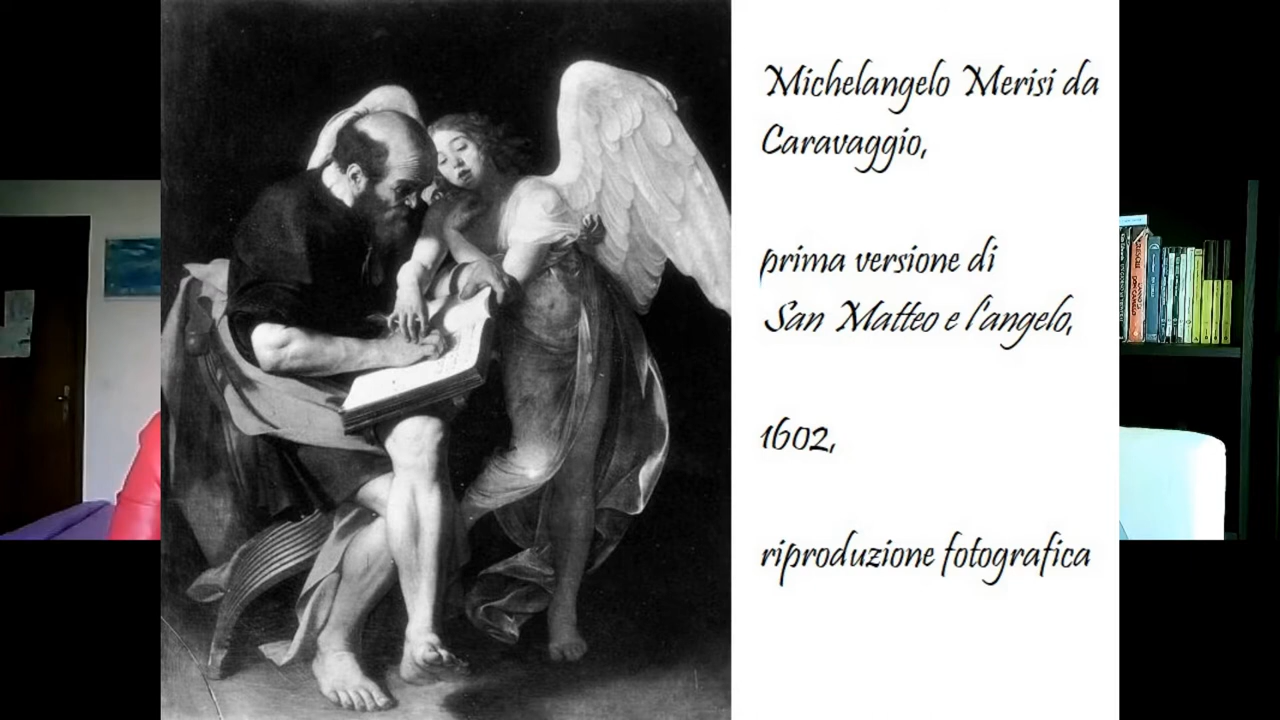 Michelangelo Merisi da
Caravaggio,
prima versione di
San Matteo e l'angelo,
1602,
riproduzione fotografica